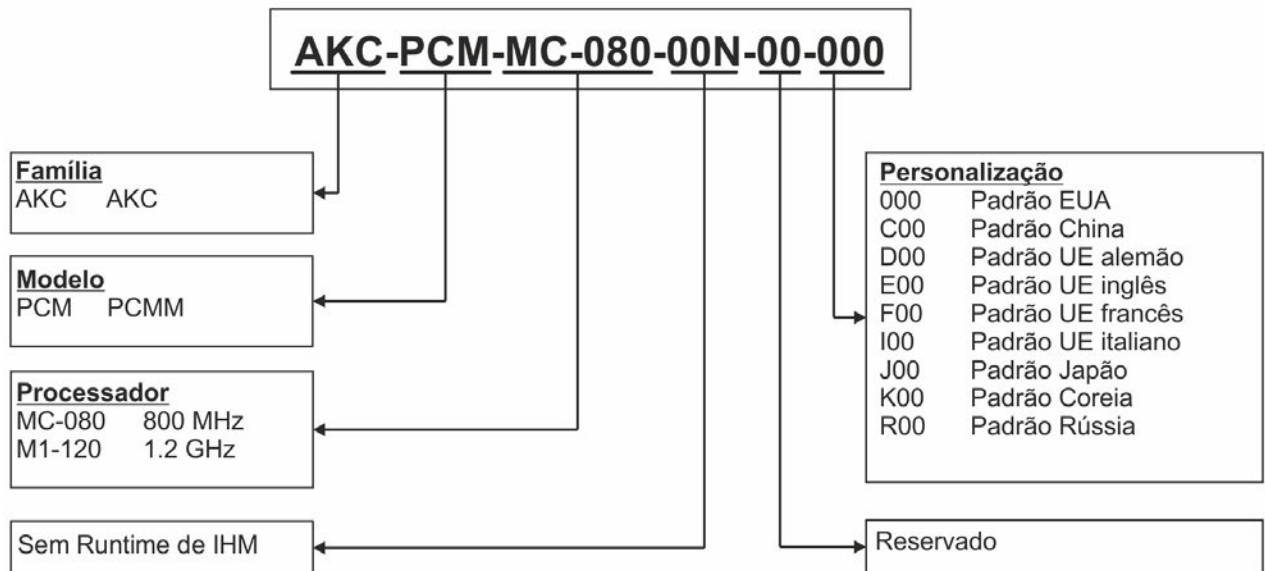 AKC-PCM-MC-080-00N-00-000
Família
AKC AKC
Modelo
PCM PCMM
Processador
MC-080 800 MHz
M1-120 1.2 GHz
Sem Runtime de IHM
Personalização
000 Padrão EUA
C00 Padrão China
D00 Padrão UE alemão
E00 Padrão UE inglês
F00 Padrão UE francês
I00 Padrão UE italiano
J00 Padrão Japão
K00 Padrão Coreia
R00 Padrão Rússia
Reservado